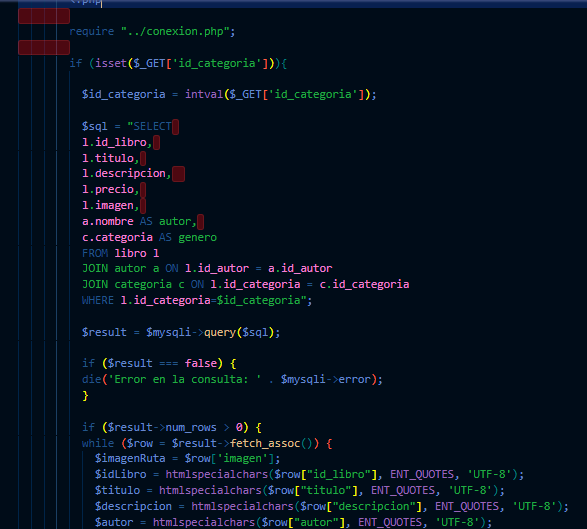 <?php
require "../conexion.php";
if (isset($_GET['id_categoria'])){
$id_categoria = intval($_GET['id_categoria']);
$sql = "SELECT
l.id_libro,
l.titulo,
l.descripcion,
l.precio,
l.imagen,
a.nombre AS autor,
c.categoria AS genero
FROM libro l
JOIN autor a ON l.id_autor = a.id_autor
JOIN categoria c ON l.id_categoria = c.id_categoria
WHERE l.id_categoria=$id_categoria";
$result = $mysqli->query($sql);
if ($result === false) {
die('Error en la consulta: ' . $mysqli->error);
}
if ($result->num_rows > 0) {
while ($row = $result->fetch_assoc()) {
$imagenRuta = $row['imagen'];
$idLibro = htmlspecialchars($row["id_libro"], ENT_QUOTES, 'UTF-8');
$titulo = htmlspecialchars($row["titulo"], ENT_QUOTES, 'UTF-8');
$descripcion = htmlspecialchars($row["descripcion"], ENT_QUOTES, 'UTF-8');
$autor = htmlspecialchars($row["autor"], ENT_QUOTES, 'UTF-8');